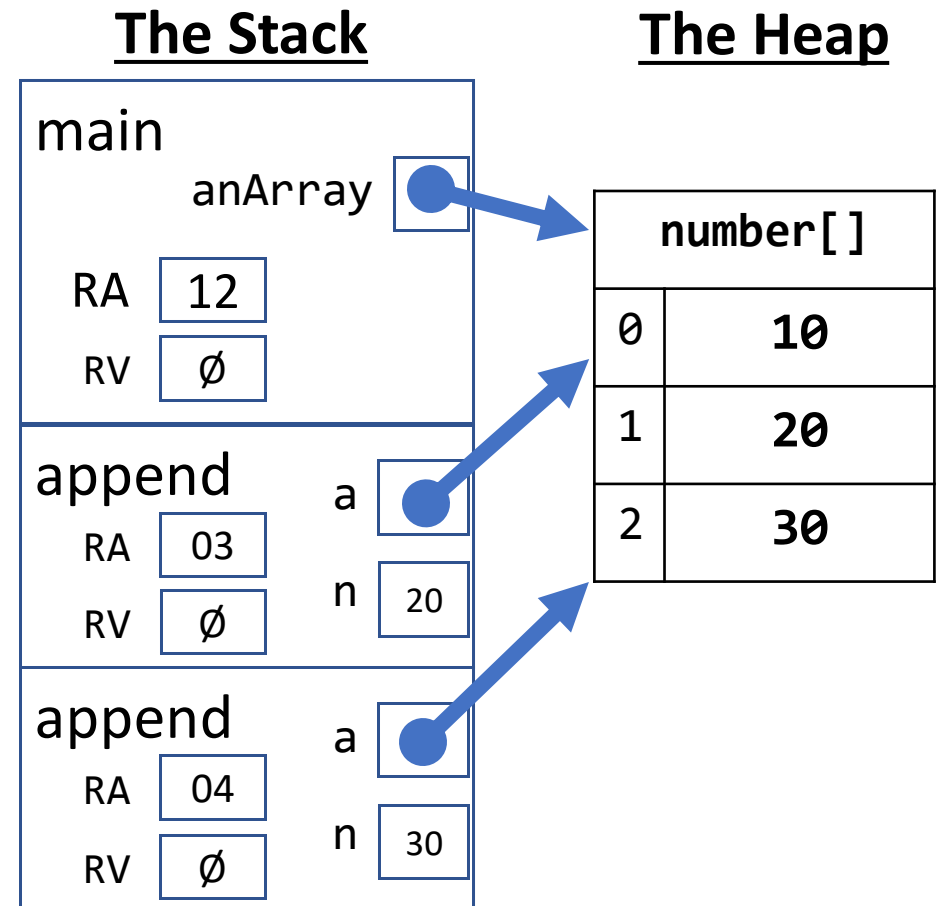 The Stack
main
anArray
RA 12
RV Ø
append
a
RA 03
n 20
RV Ø
append
a
RA 04
n 30
RV Ø
The Heap
number[]
0 10
1 20
2 30